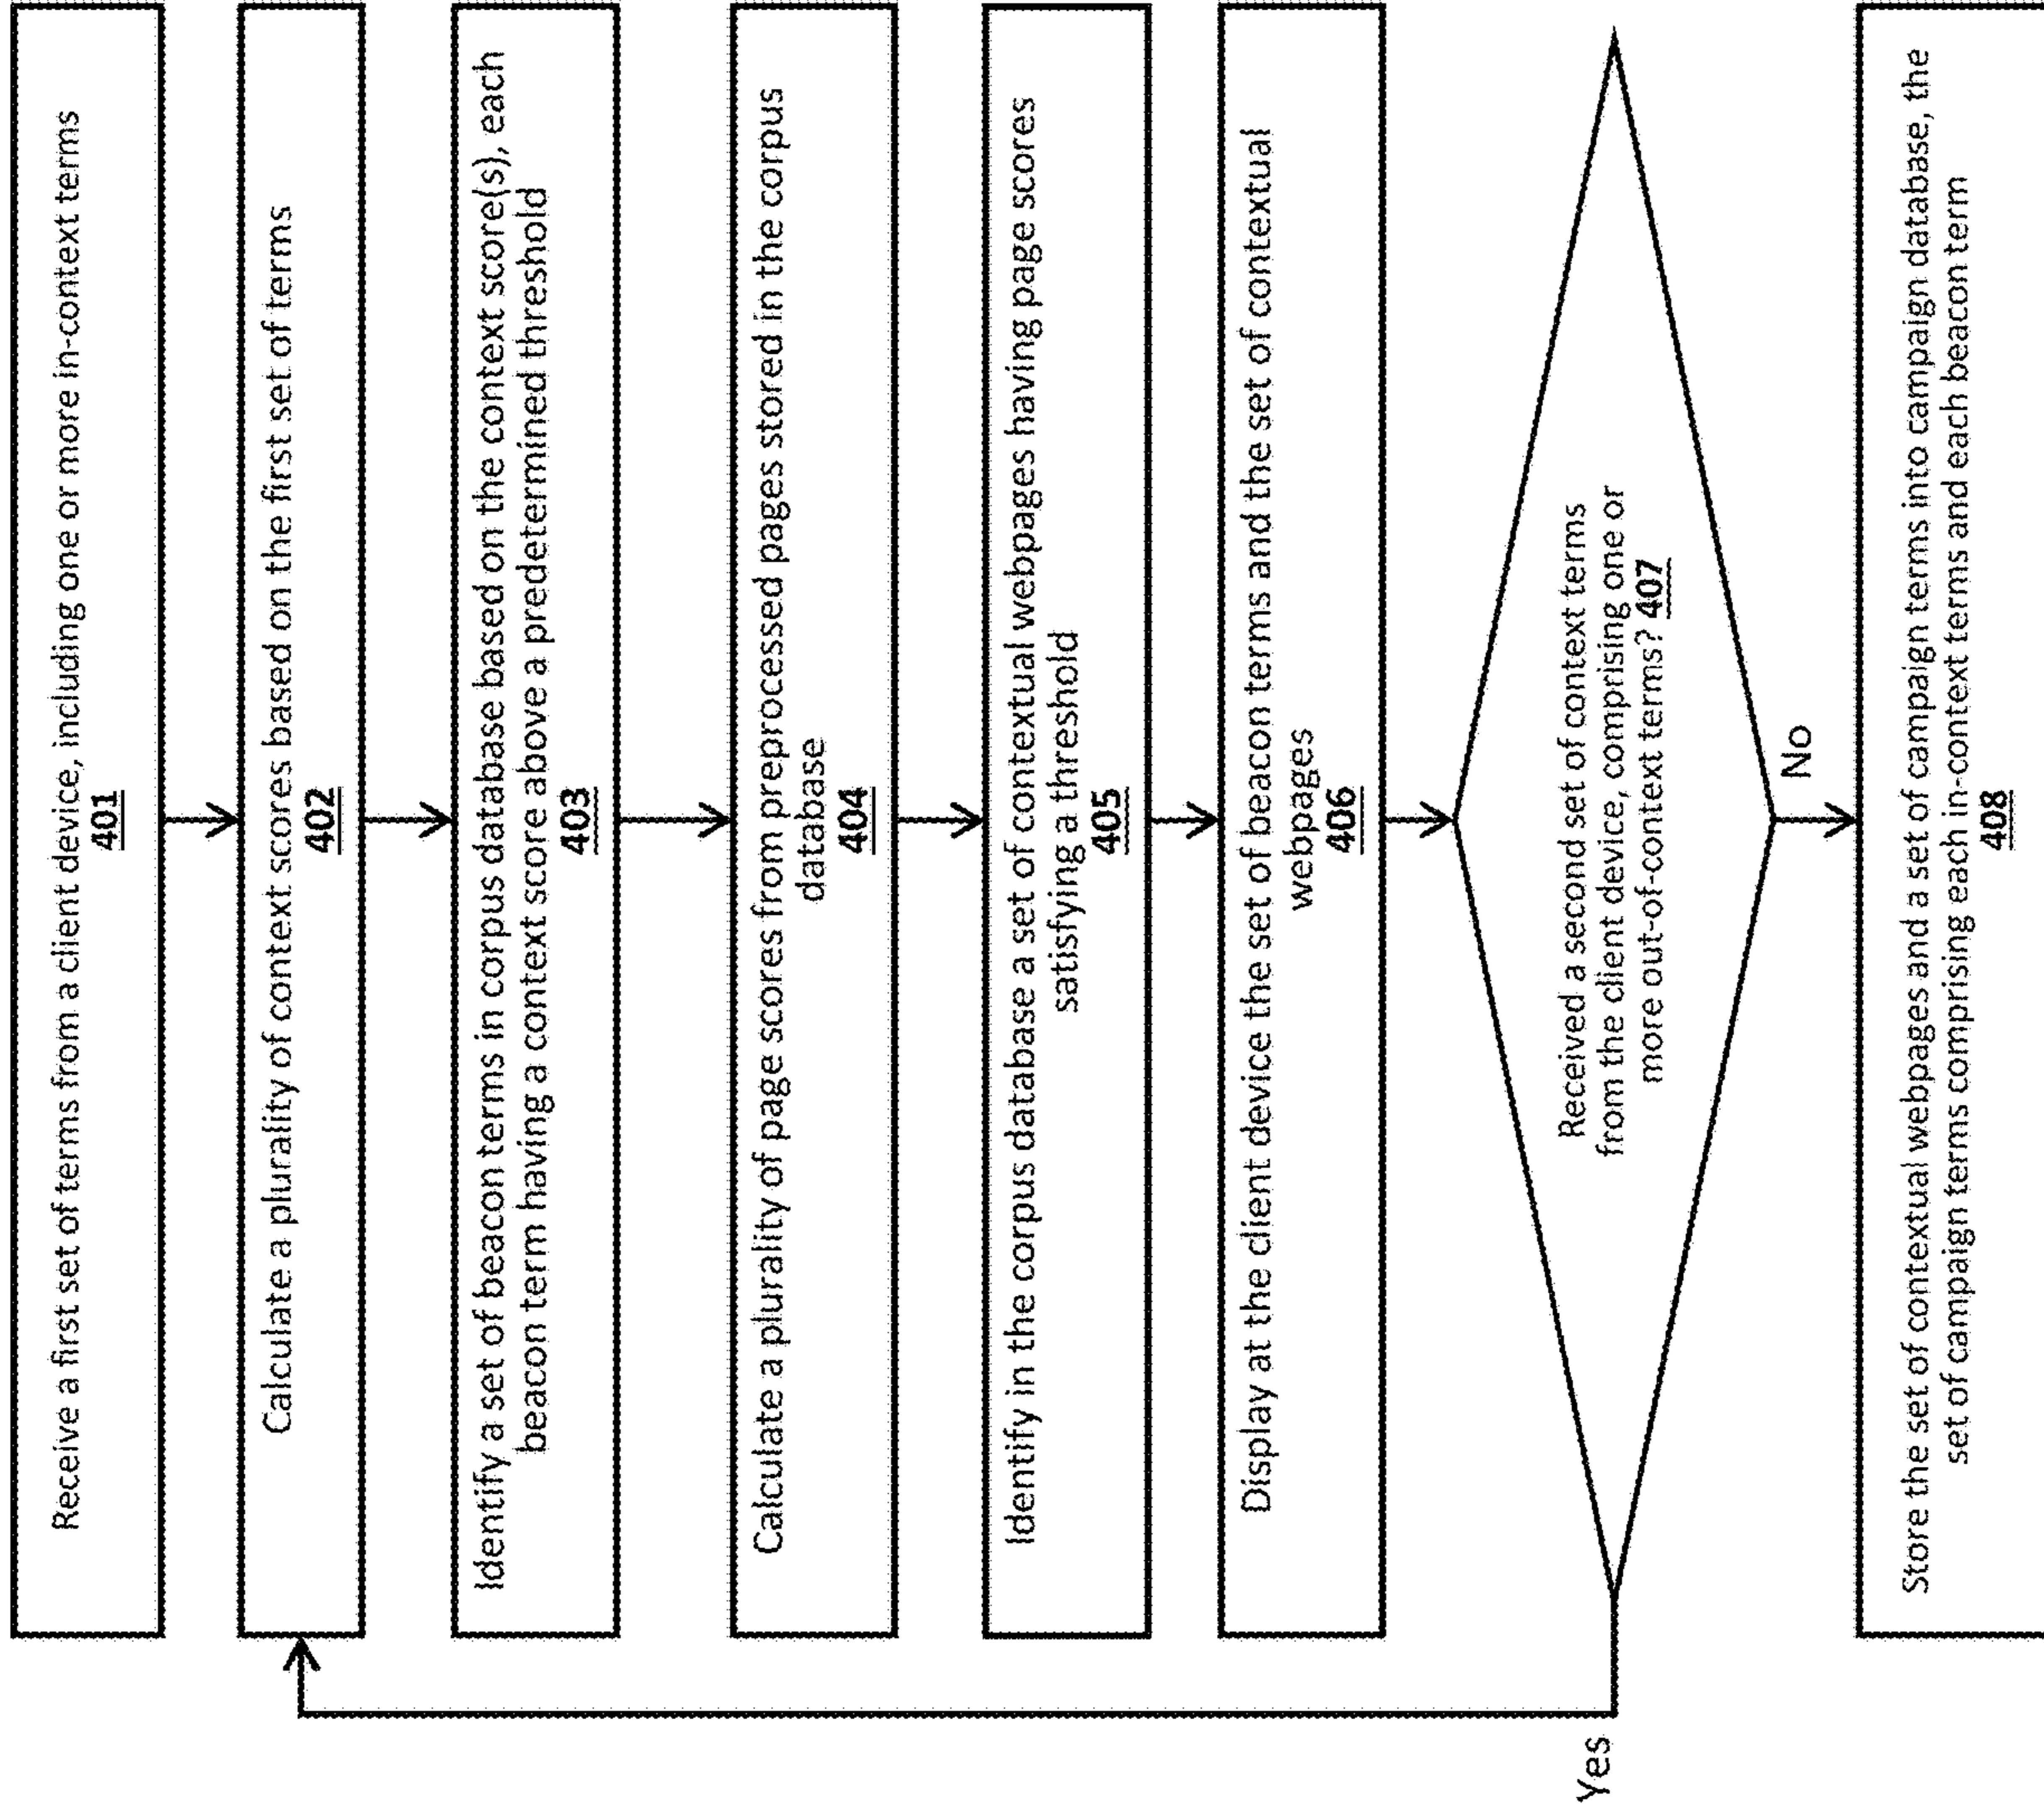 Receive a first set of terms from a client device, including one or more in-context terms
401
Calculate a plurality of context scores based on the first set of terms
402
Identify a set of beacon terms in corpus database based on the context score(s), each
beacon term having a context score above a predetermined threshold
403
Calculate a plurality of page scores from preprocessed pages stored in the corpus
database
404
Identify in the corpus database a set of contextual webpages having page scores
satisfying a threshold
405
Display at the client device the set of beacon terms and the set of contextual
webpages
406
Received a second set of context terms
from the client device, comprising one or
more out-of-context terms? 407
Yes
No
Store the set of contextual webpages and a set of campaign terms into campaign database, the
set of campaign terms comprising each in-context terms and each beacon term
408